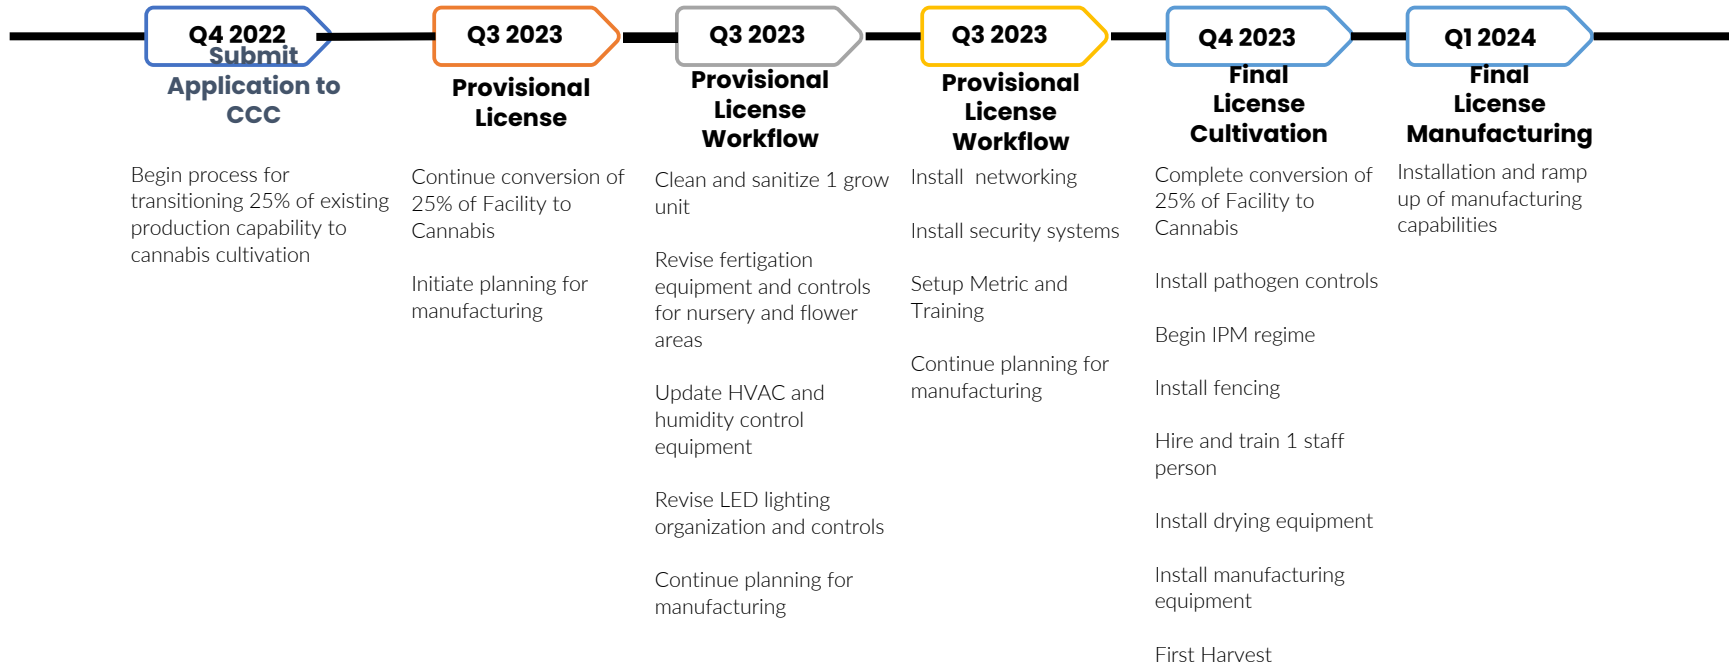 Q4 2022
Submit
Application to
CCC
Begin process for
transitioning 25% of existing
production capability to
cannabis cultivation
Q3 2023
Provisional
License
Continue conversion of
25% of Facility to
Cannabis
Initiate planning for
manufacturing
Q3 2023
Provisional
License
Workflow
Clean and sanitize 1 grow
unit
Revise fertigation
equipment and controls
for nursery and flower
areas
Update HVAC and
humidity control
equipment
Revise LED lighting
organization and controls
Continue planning for
manufacturing
Q3 2023
Provisional
License
Workflow
Install networking
Install security systems
Setup Metric and
Training
Continue planning for
manufacturing
Q4 2023
Final
License
Cultivation
Complete conversion of
25% of Facility to
Cannabis
Install pathogen controls
Begin IPM regime
Install fencing
Hire and train 1 staff
person
Install drying equipment
Install manufacturing
equipment
First Harvest
Q1 2024
Final
License
Manufacturing
Installation and ramp
up of manufacturing
capabilities